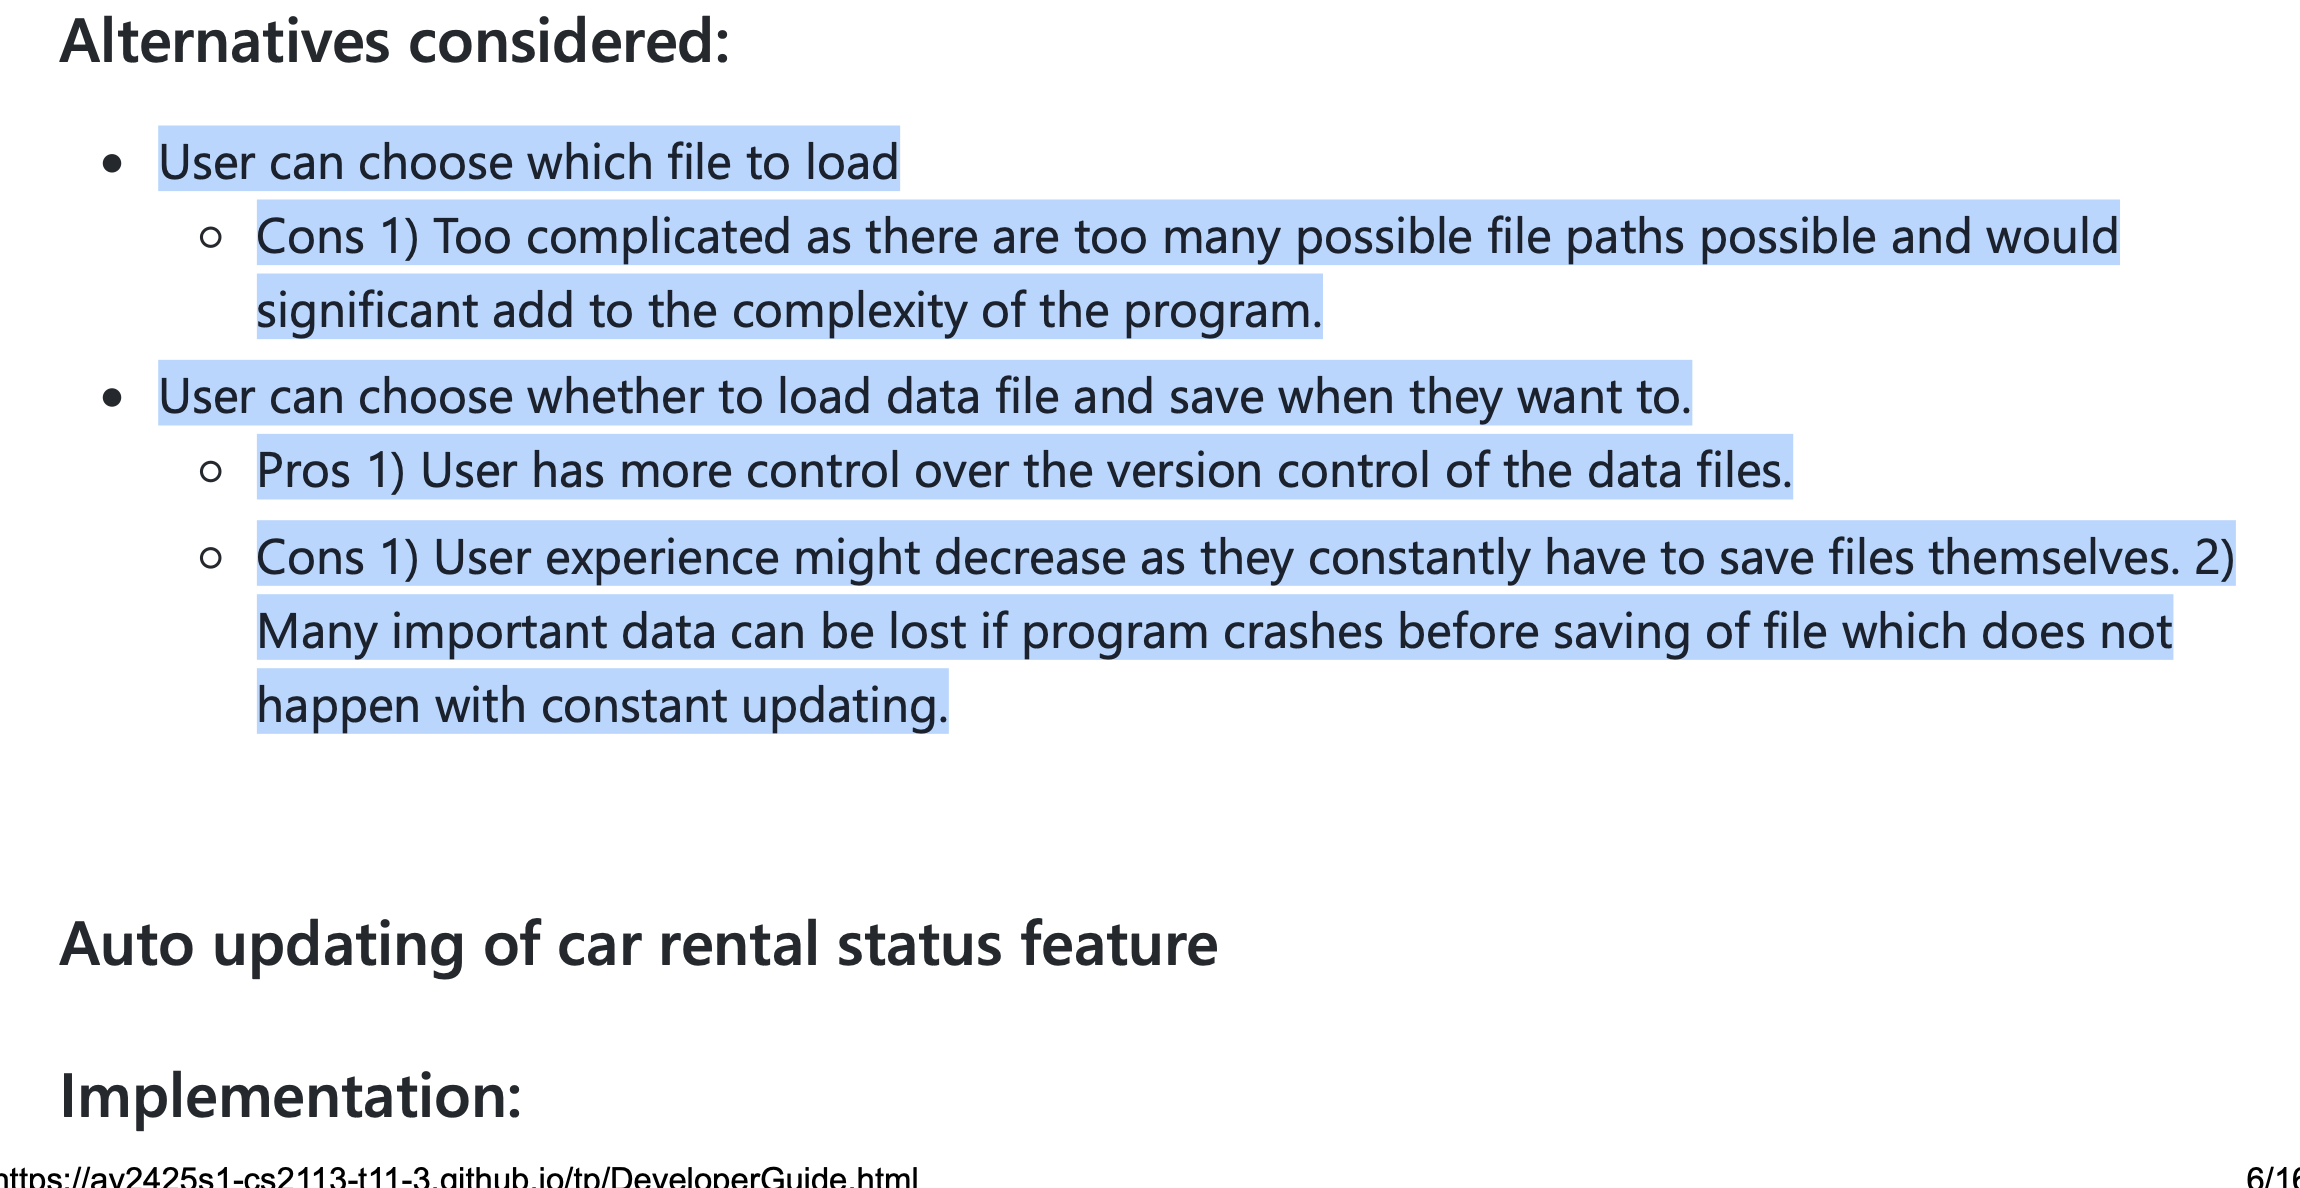 Alternatives considered:
User can choose which file to load
Cons 1) Too complicated as there are too many possible file paths possible and would
significant add to the complexity of the program.
User can choose whether to load data file and save when they want to.
Pros 1) User has more control over the version control of the data files.
Cons 1) User experience might decrease as they constantly have to save files themselves. 2)
Many important data can be lost if program crashes before saving of file which does not
happen with constant updating.
Auto updating of car rental status feature
Implementation:
https://ay2425s1-cs2113-t11-3.github.io/tp/DeveloperGuide.html 6/16